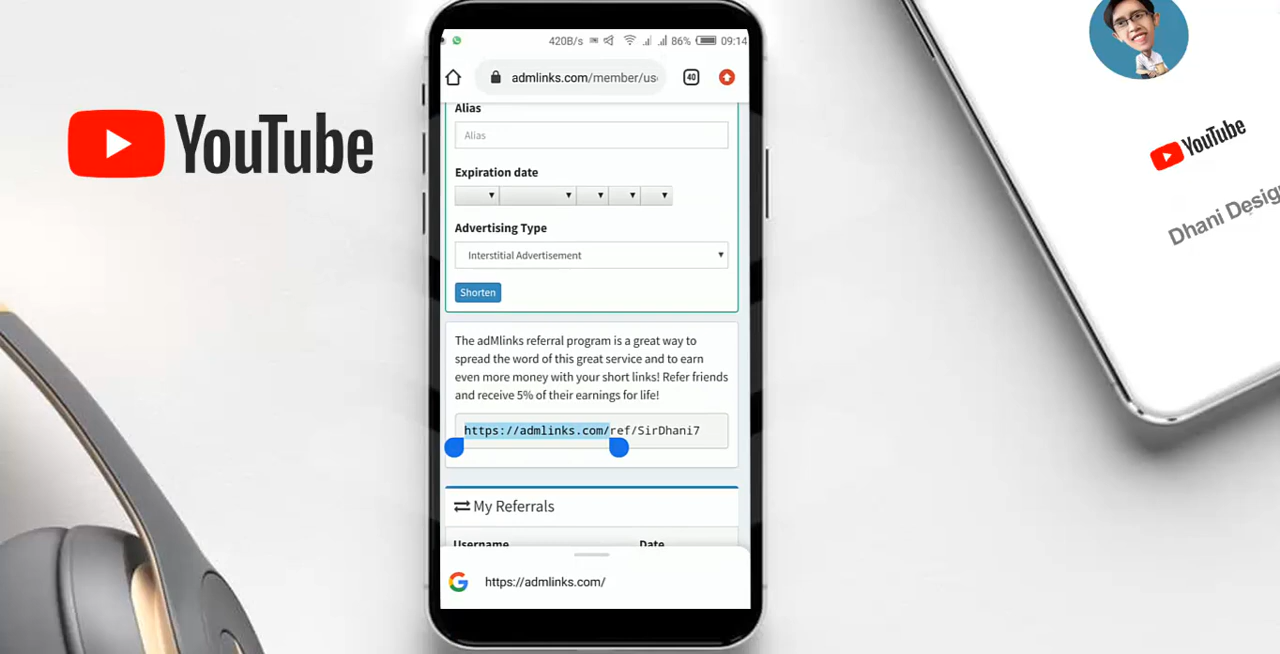 YouTube
420B/s
86%
09:14
admlinks.com/member/us
40
Alias
Alias
Expiration date
Advertising Type
Interstitial Advertisement
Shorten
The adMlinks referral program is a great way to
spread the word of this great service and to earn
even more money with your short links! Refer friends
and receive 5% of their earnings for life!
https://admlinks.com/ref/SirDhani7
My Referrals
Username
Date
https://admlinks.com/
YouTube
Dhani Desig